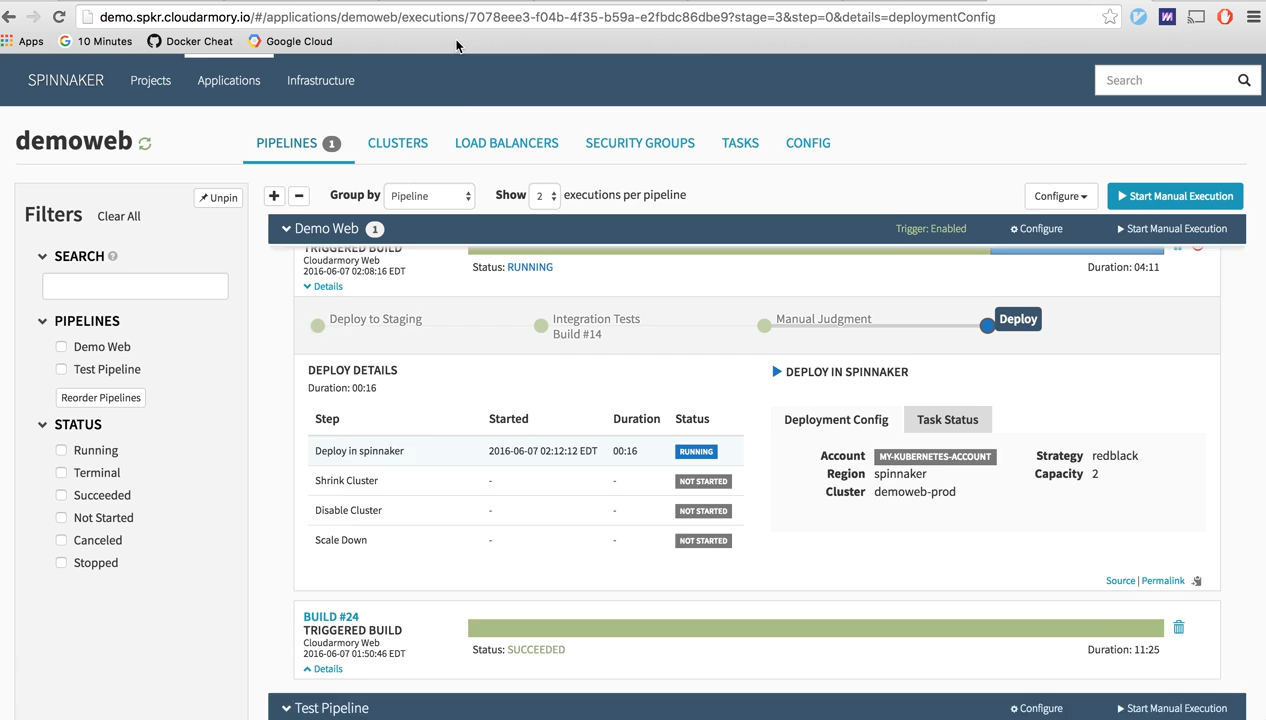 demo.spkr.cloudarmory.io/#/applications/demoweb/executions/7078eee3-f04b-4f35-b59a-e2fbdc86dbe9?stage=3&step=0&details=deploymentConfig
Apps 10 Minutes Docker Cheat Google Cloud
SPINNAKER Projects Applications Infrastructure Search
demoweb PIPELINES 1 CLUSTERS LOAD BALANCERS SECURITY GROUPS TASKS CONFIG
Unpin
Filters Clear All
SEARCH
PIPELINES
Demo Web
Test Pipeline
Reorder Pipelines
STATUS
Running
Terminal
Succeeded
Not Started
Canceled
Stopped
+ - Group by Pipeline Show 2 executions per pipeline Configure Start Manual Execution
Demo Web 1 Trigger: Enabled Configure Start Manual Execution
TRIGGERED BUILD
Cloudarmory Web
2016-06-07 02:08:16 EDT
Details
Status: RUNNING Duration: 04:11
Deploy to Staging Integration Tests Manual Judgment Deploy
Build #14
DEPLOY DETAILS
Duration: 00:16
Step Started Duration Status
Deploy in spinnaker 2016-06-07 02:12:12 EDT 00:16 RUNNING
Shrink Cluster - - NOT STARTED
Disable Cluster - - NOT STARTED
Scale Down - - NOT STARTED
DEPLOY IN SPINNAKER
Deployment Config Task Status
Account MY-KUBERNETES-ACCOUNT Strategy redblack
Region spinnaker Capacity 2
Cluster demoweb-prod
Source | Permalink
BUILD #24
TRIGGERED BUILD
Cloudarmory Web
2016-06-07 01:50:46 EDT
Details
Status: SUCCEEDED Duration: 11:25
Test Pipeline Configure Start Manual Execution